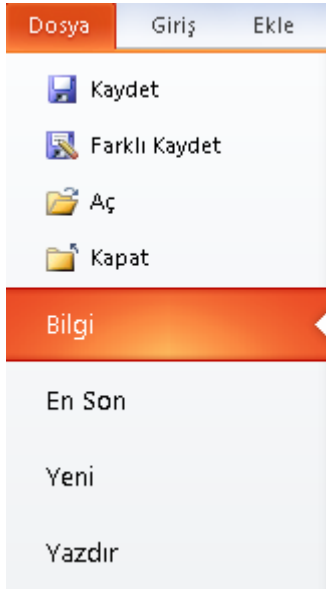 Dosya Giriş Ekle
Kaydet
Farklı Kaydet
Aç
Kapat
Bilgi
En Son
Yeni
Yazdır